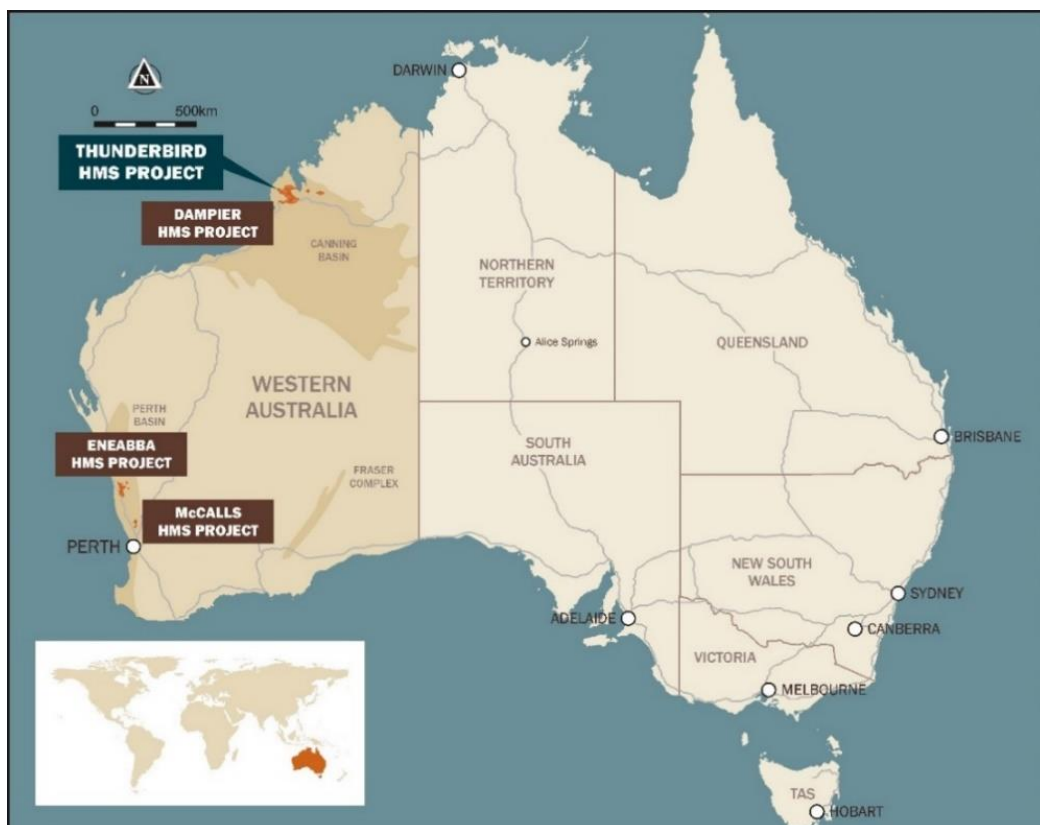 DARWIN
N
0 500km
THUNDERBIRD
HMS PROJECT
DAMPIER
HMS PROJECT
CANNING
BASIN
NORTHERN
TERRITORY
Alice Springs
QUEENSLAND
WESTERN
AUSTRALIA
PERTH
BASIN
SOUTH
AUSTRALIA
BRISBANE
ENEABBA
HMS PROJECT
FRASER
COMPLEX
McCALLS
HMS PROJECT
PERTH
NEW SOUTH
WALES
SYDNEY
ADELAIDE
CANBERRA
VICTORIA
MELBOURNE
TAS
HOBART